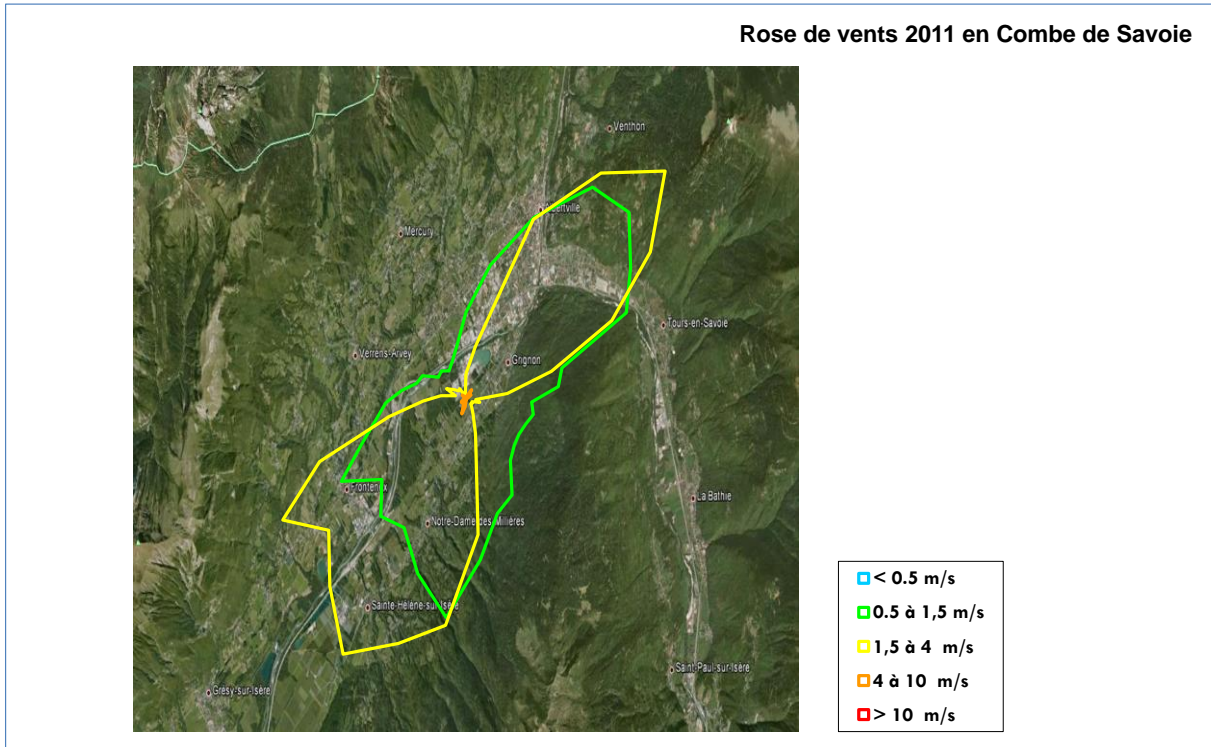 Rose de vents 2011 en Combe de Savoie
Venthon
Mercury
Verrens-Arvey
Grignon
Tours-en-Savoie
La Bathie
Notre-Dame des Millières
Sainte-Hélène-sur-Isère
Saint-Paul-sur-Isère
Grésy-sur-Isère
< 0.5 m/s
0.5 à 1,5 m/s
1,5 à 4 m/s
4 à 10 m/s
> 10 m/s